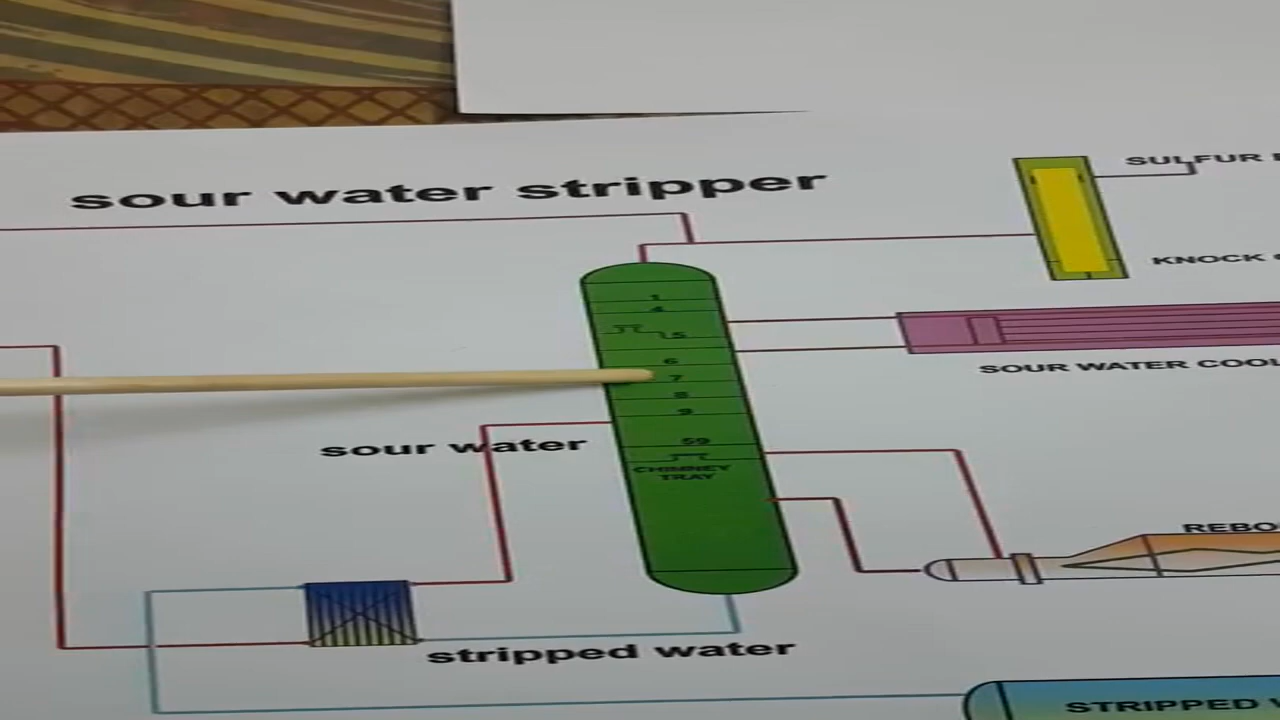 sour water stripper
SULFUR
KNOCK
1
4
5
6
SOUR WATER COOL
7
8
9
sour water
59
CHIMNEY
TRAY
REBO
stripped water
STRIPPED